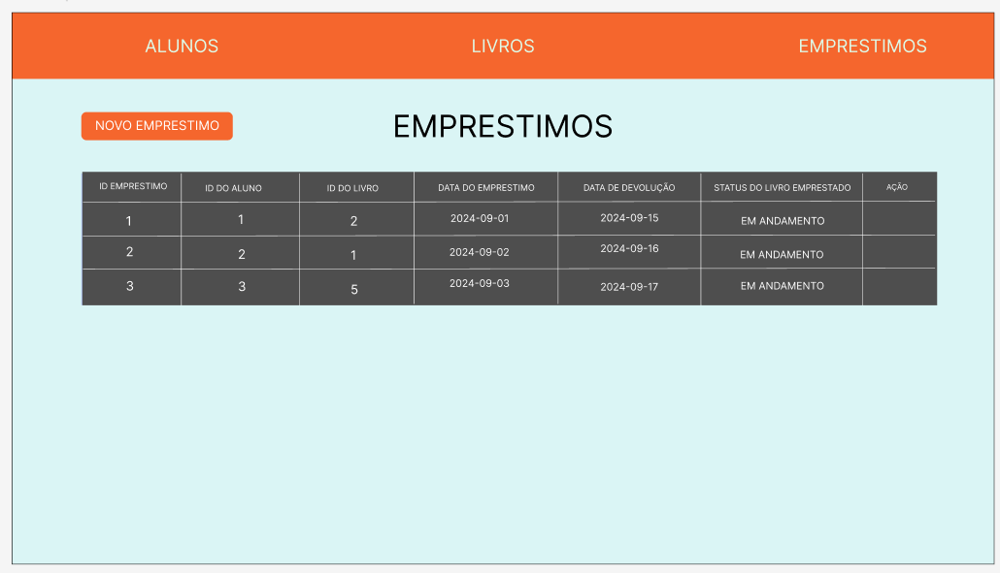 ALUNOS LIVROS EMPRESTIMOS
NOVO EMPRESTIMO EMPRESTIMOS
ID EMPRESTIMO ID DO ALUNO ID DO LIVRO DATA DO EMPRESTIMO DATA DE DEVOLUÇÃO STATUS DO LIVRO EMPRESTADO AÇÃO
1 1 2 2024-09-01 2024-09-15 EM ANDAMENTO
2 2 1 2024-09-02 2024-09-16 EM ANDAMENTO
3 3 5 2024-09-03 2024-09-17 EM ANDAMENTO